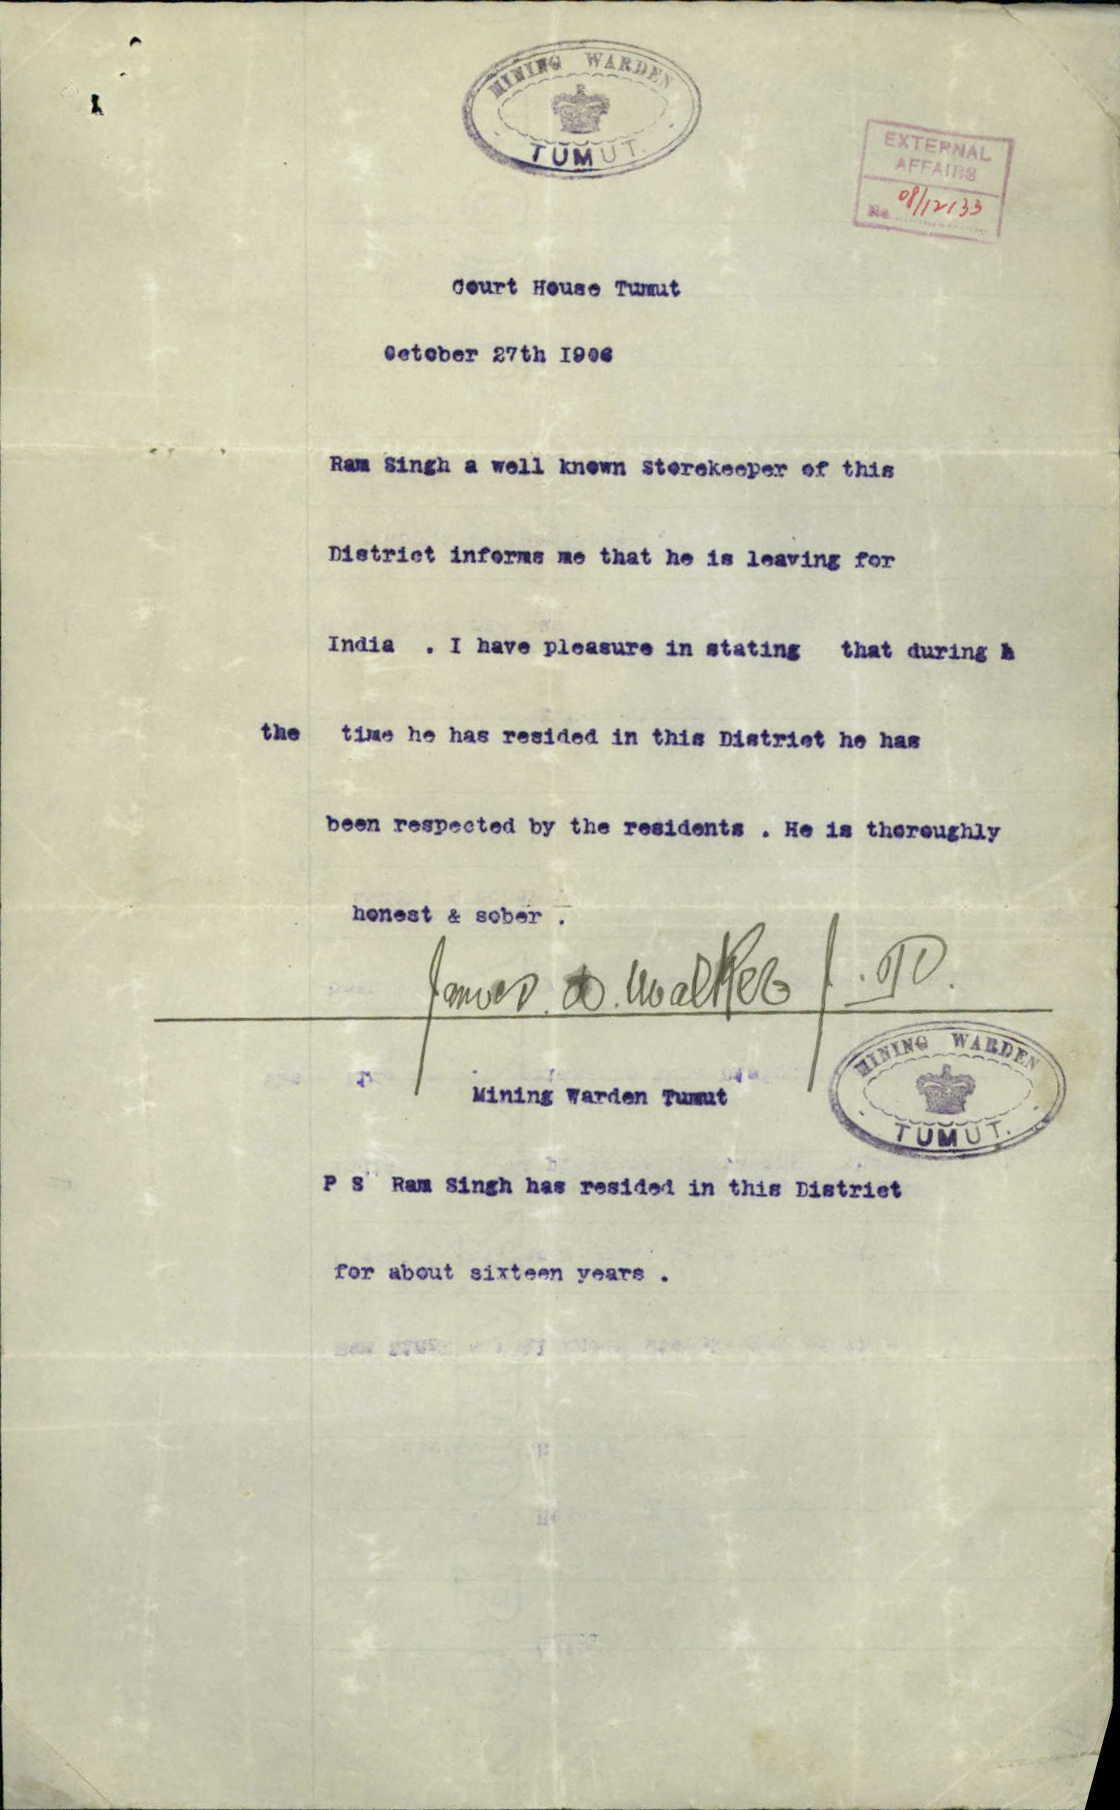 MINING WARDEN
TUMUT.
EXTERNAL
AFFAIRS
No 08/12133
Court House Tumut
October 27th I906
Ram Singh a well known Storekeeper of this
District informs me that he is leaving for
India . I have pleasure in stating that during h
the time he has resided in this District he has
been respected by the residents . He is thoroughly
honest & sober .
James. Walker J.P.
Mining Warden Tumut
MINING WARDEN
TUMUT.
P S Ram Singh has resided in this District
for about sixteen years .